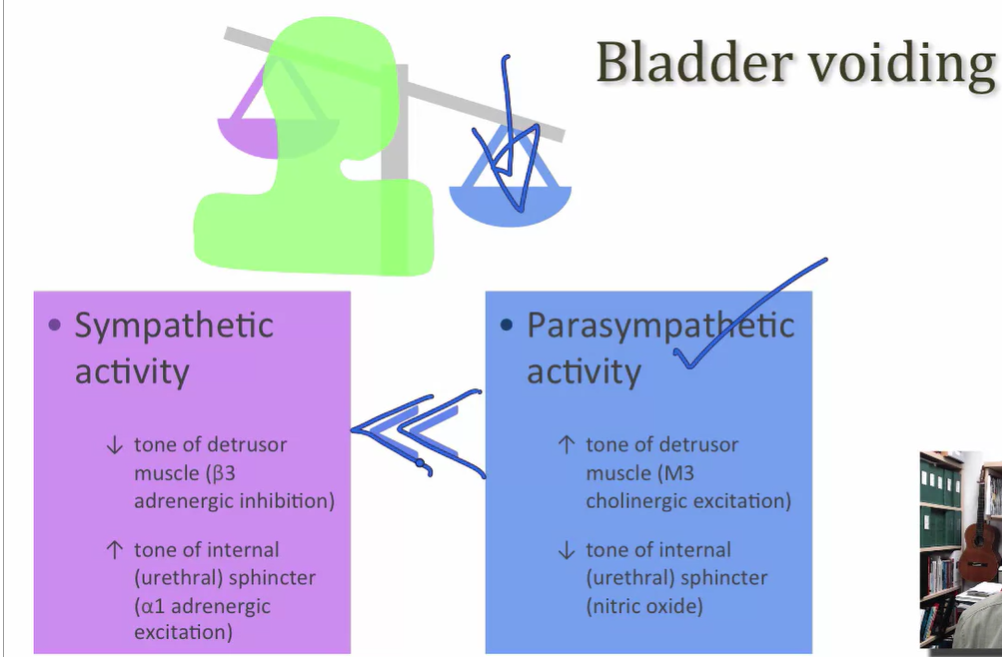 Bladder voiding
• Sympathetic
activity
↓ tone of detrusor
muscle (β3
adrenergic inhibition)
↑ tone of internal
(urethral) sphincter
(α1 adrenergic
excitation)
• Parasympathetic
activity
↑ tone of detrusor
muscle (M3
cholinergic excitation)
↓ tone of internal
(urethral) sphincter
(nitric oxide)